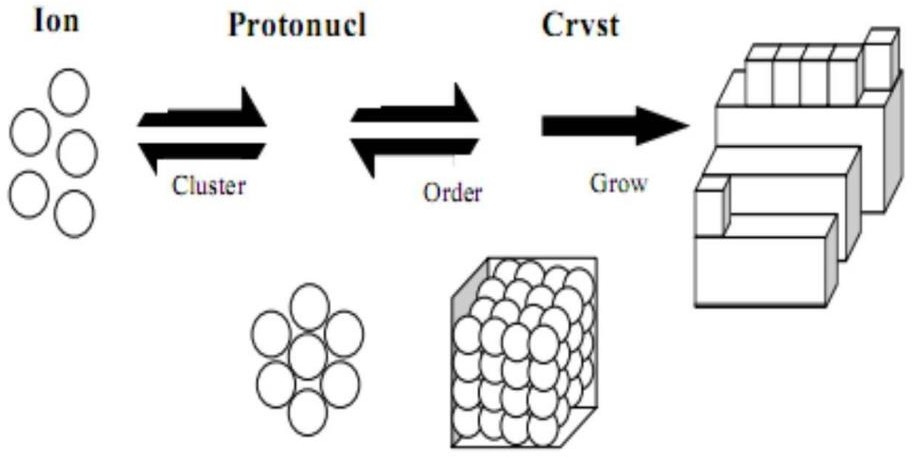 Ion
Protonucl
Crvst
Cluster
Order
Grow